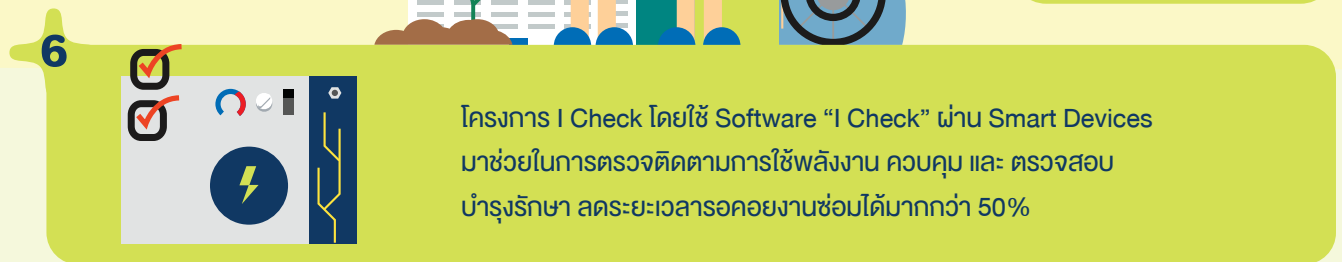 6
โครงการ I Check โดยใช้ Software “I Check” ผ่าน Smart Devices
มาช่วยในการตรวจติดตามการใช้พลังงาน ควบคุม และ ตรวจสอบ
บำรุงรักษา ลดระยะเวลารอคอยงานซ่อมได้มากกว่า 50%